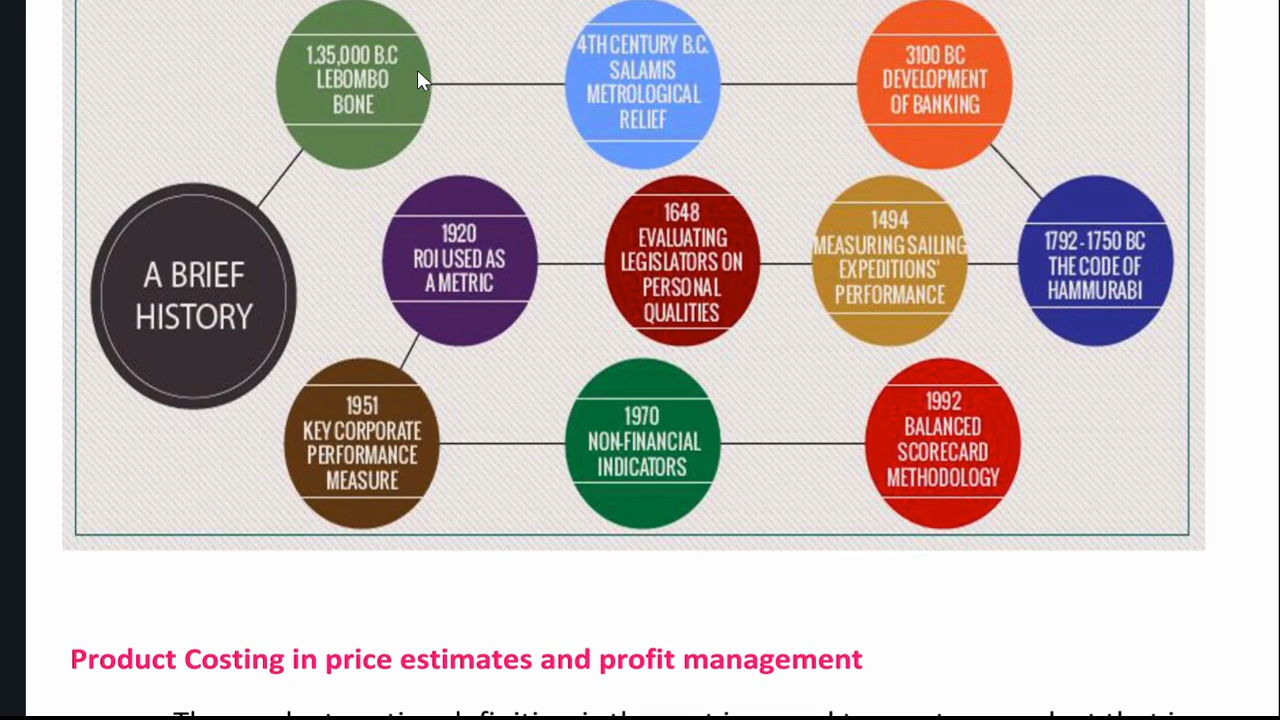 1.35,000 B.C
LEBOMBO
BONE
4TH CENTURY B.C.
SALAMIS
METROLOGICAL
RELIEF
3100 BC
DEVELOPMENT
OF BANKING
A BRIEF
HISTORY
1920
ROI USED AS
A METRIC
1648
EVALUATING
LEGISLATORS ON
PERSONAL
QUALITIES
1494
MEASURING SAILING
EXPEDITIONS'
PERFORMANCE
1792 - 1750 BC
THE CODE OF
HAMMURABI
1951
KEY CORPORATE
PERFORMANCE
MEASURE
1970
NON-FINANCIAL
INDICATORS
1992
BALANCED
SCORECARD
METHODOLOGY
Product Costing in price estimates and profit management